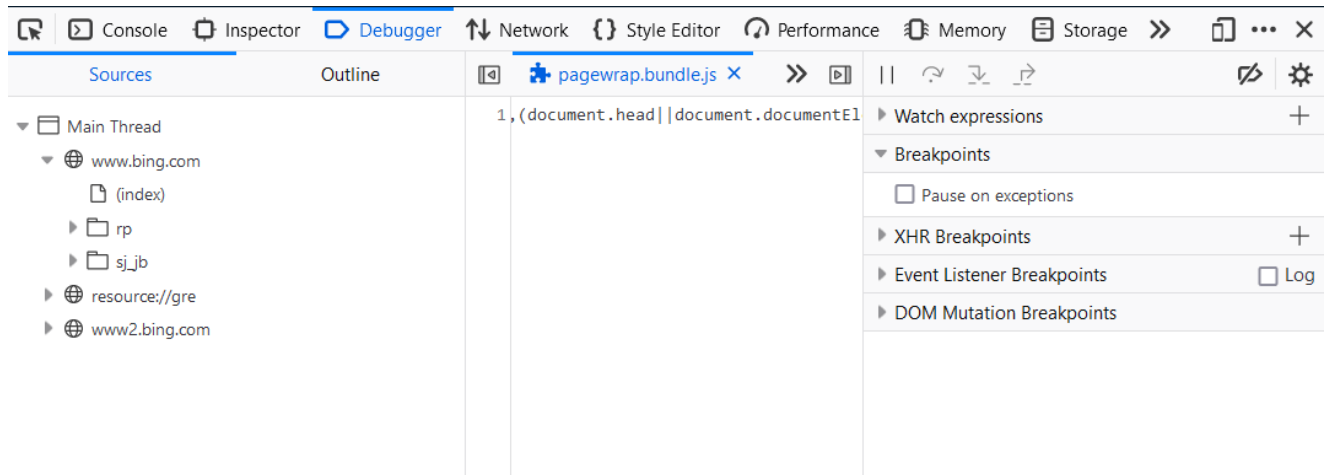 Console Inspector Debugger Network {} Style Editor Performance Memory Storage
Sources Outline
pagewrap.bundle.js
Main Thread
www.bing.com
(index)
rp
sj_jb
resource://gre
www2.bing.com
1 ,(document.head||document.documentEl
Watch expressions
Breakpoints
Pause on exceptions
XHR Breakpoints
Event Listener Breakpoints Log
DOM Mutation Breakpoints